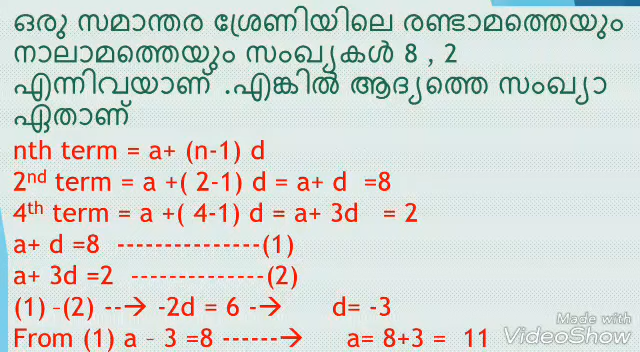 ഒരു സമാന്തര ശ്രേണിയിലെ രണ്ടാമത്തെയും
നാലാമത്തെയും സംഖ്യകൾ 8 , 2
എന്നിവയാണ് .എങ്കിൽ ആദ്യത്തെ സംഖ്യാ
ഏതാണ്
nth term = a+ (n-1) d
2nd term = a +( 2-1) d = a+ d =8
4th term = a +( 4-1) d = a+ 3d = 2
a+ d =8 ---------------(1)
a+ 3d =2 --------------(2)
(1) –(2) --→ -2d = 6 -→ d= -3
From (1) a – 3 =8 ------→ a= 8+3 = 11
Made with
VideoShow